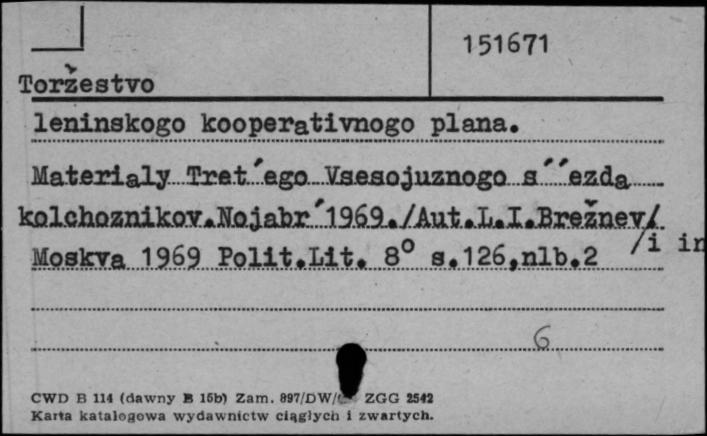 151671
Toržestvo
leninskogo kooperativnogo plana.
Materialy Tret´ego Vsesojuznogo s´´ezda
kolchoznikov.Nojabr´1969./Aut.L.I.Brežnev/
/i in
Moskva 1969 Polit.Lit. 8° s.126,nlb.2
6
CWD B 114 (dawny B 15b) Zam. 897/DW/ ZGG 2542
Karta katalogowa wydawnictw ciągłych i zwartych.